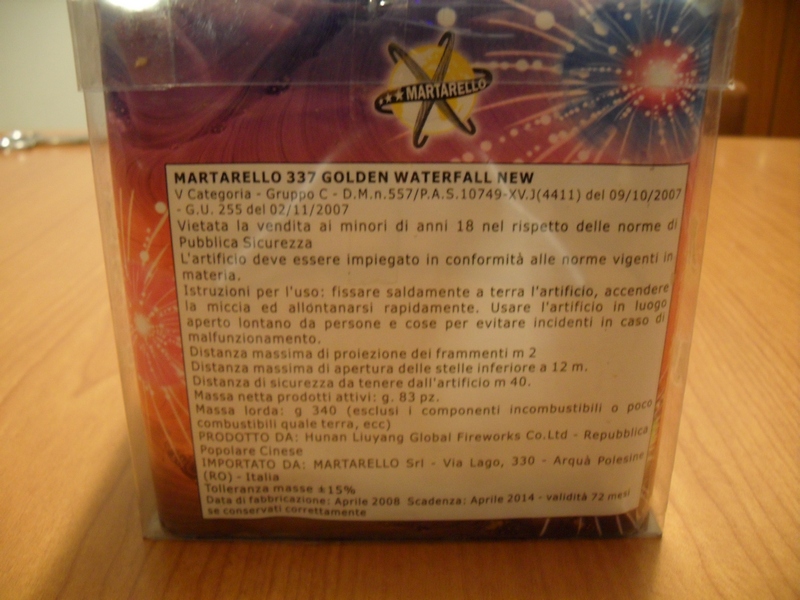 ★★★MARTARELLO
MARTARELLO 337 GOLDEN WATERFALL NEW
V Categoria - Gruppo C - D.M.n.557/P.A.S.10749-XV.J(4411) del 09/10/2007
- G.U. 255 del 02/11/2007
Vietata la vendita ai minori di anni 18 nel rispetto delle norme di
Pubblica Sicurezza
L'artificio deve essere impiegato in conformità alle norme vigenti in
materia.
Istruzioni per l'uso: fissare saldamente a terra l'artificio, accendere
la miccia ed allontanarsi rapidamente. Usare l'artificio in luogo
aperto lontano da persone e cose per evitare incidenti in caso di
malfunzionamento.
Distanza massima di proiezione dei frammenti m 2
Distanza massima di apertura delle stelle inferiore a 12 m.
Distanza di sicurezza da tenere dall'artificio m 40.
Massa netta prodotti attivi: g. 83 pz.
Massa lorda: g 340 (esclusi i componenti incombustibili o poco
combustibili quale terra, ecc)
PRODOTTO DA: Hunan Liuyang Global Fireworks Co.Ltd - Repubblica
Popolare Cinese
IMPORTATO DA: MARTARELLO Srl - Via Lago, 330 - Arquà Polesine
(RO) - Italia
Tolleranza masse ±15%
Data di fabbricazione: Aprile 2008 Scadenza: Aprile 2014 - validità 72 mesi
se conservati correttamente